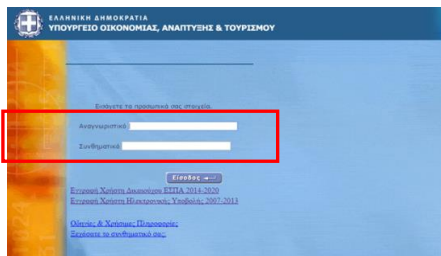 ΕΛΛΗΝΙΚΗ ΔΗΜΟΚΡΑΤΙΑ
ΥΠΟΥΡΓΕΙΟ ΟΙΚΟΝΟΜΙΑΣ, ΑΝΑΠΤΥΞΗΣ & ΤΟΥΡΙΣΜΟΥ
Εισάγετε τα προσωπικά σας στοιχεία.
Αναγνωριστικό
Συνθηματικό
Είσοδος
Εγγραφή Χρήστη Δικαιούχου ΕΣΠΑ 2014-2020
Εγγραφή Χρήστη Ηλεκτρονικής Υποβολής 2007-2013
Οδηγίες & Χρήσιμες Πληροφορίες
Ξεχάσατε το συνθηματικό σας;